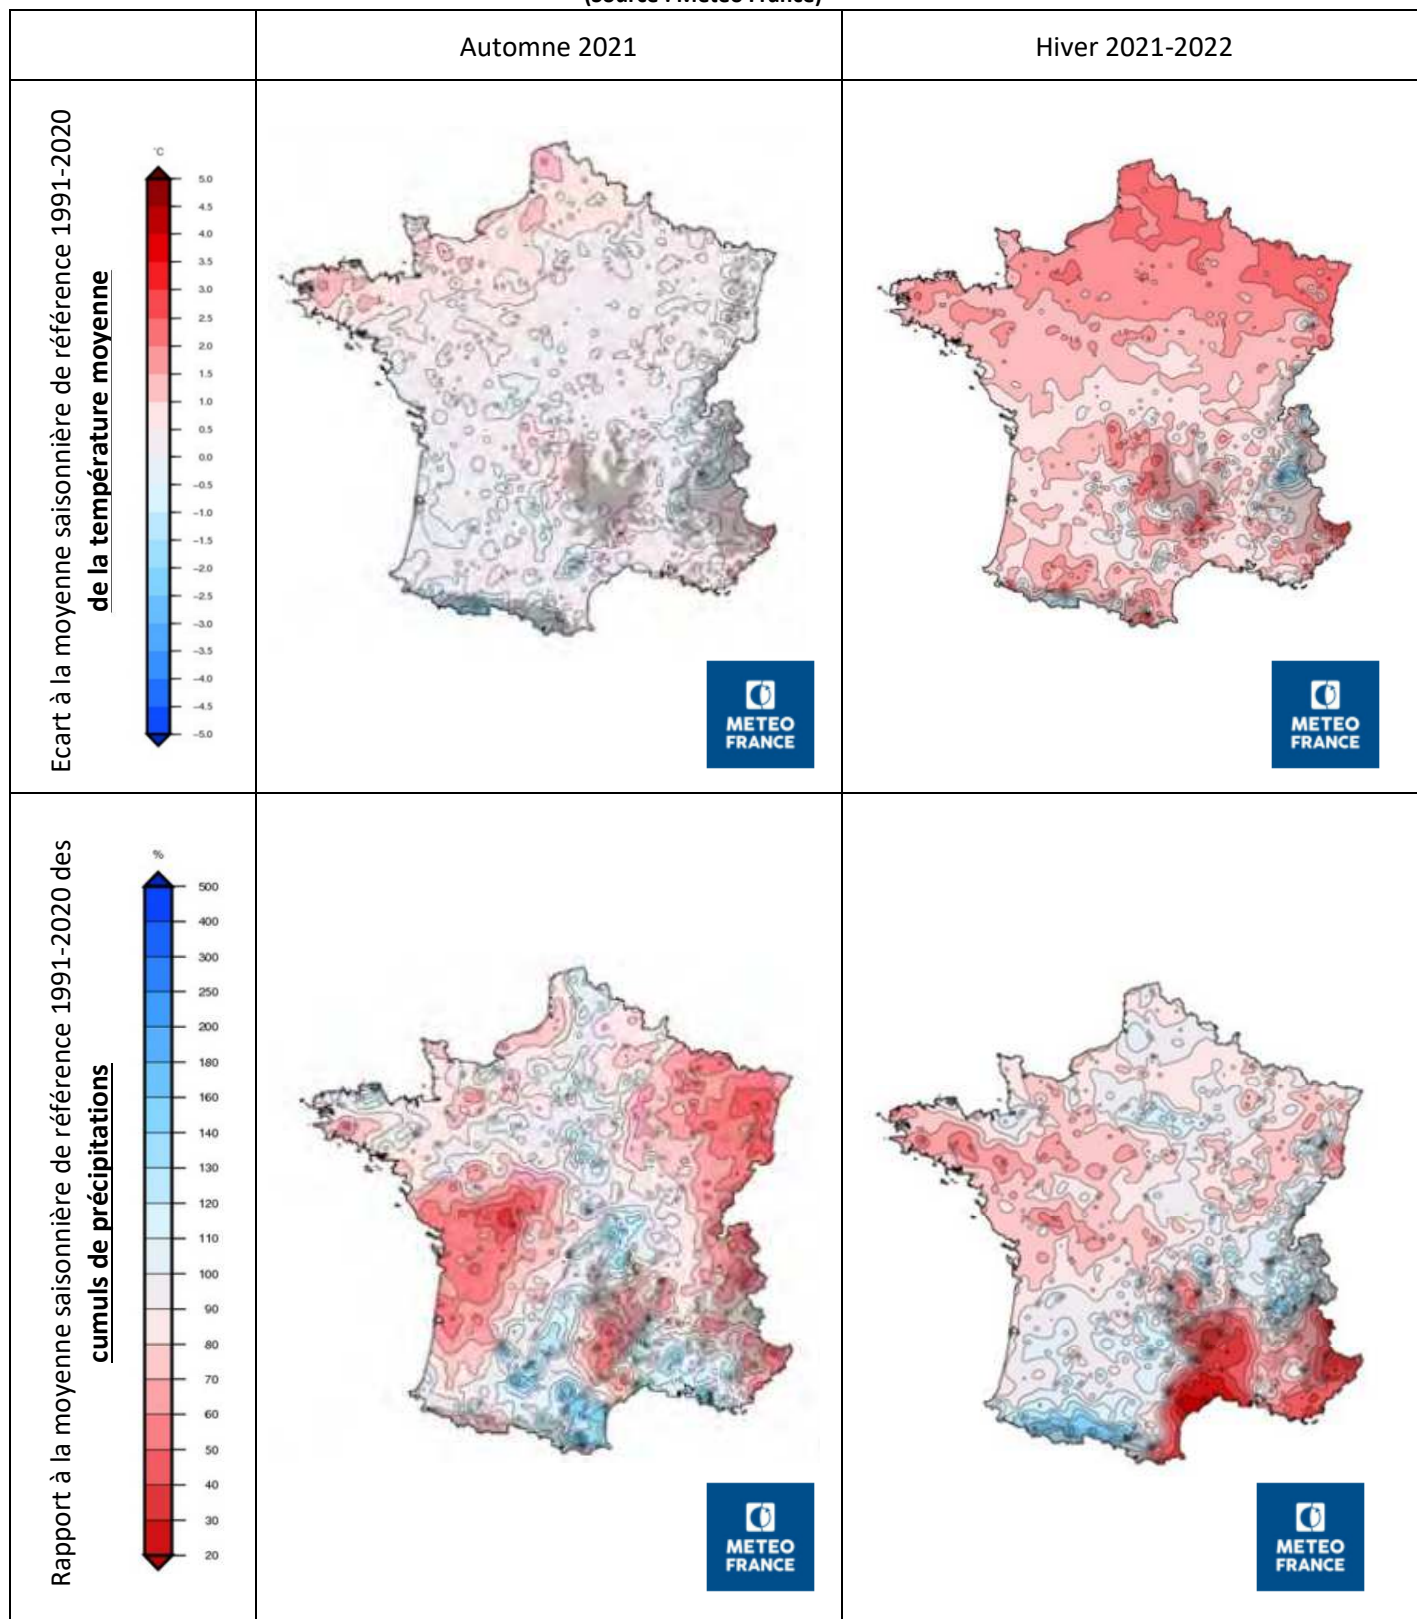 (Source : Météo France)
Automne 2021
Hiver 2021-2022
Ecart à la moyenne saisonnière de référence 1991-2020
de la température moyenne
°C
5.0
4.5
4.0
3.5
3.0
2.5
2.0
1.5
1.0
0.5
0.0
−0.5
−1.0
−1.5
−2.0
−2.5
−3.0
−3.5
−4.0
−4.5
−5.0
METEO
FRANCE
METEO
FRANCE
Rapport à la moyenne saisonnière de référence 1991-2020 des
cumuls de précipitations
%
500
400
300
250
200
180
160
140
130
120
110
100
90
80
70
60
50
40
30
20
METEO
FRANCE
METEO
FRANCE